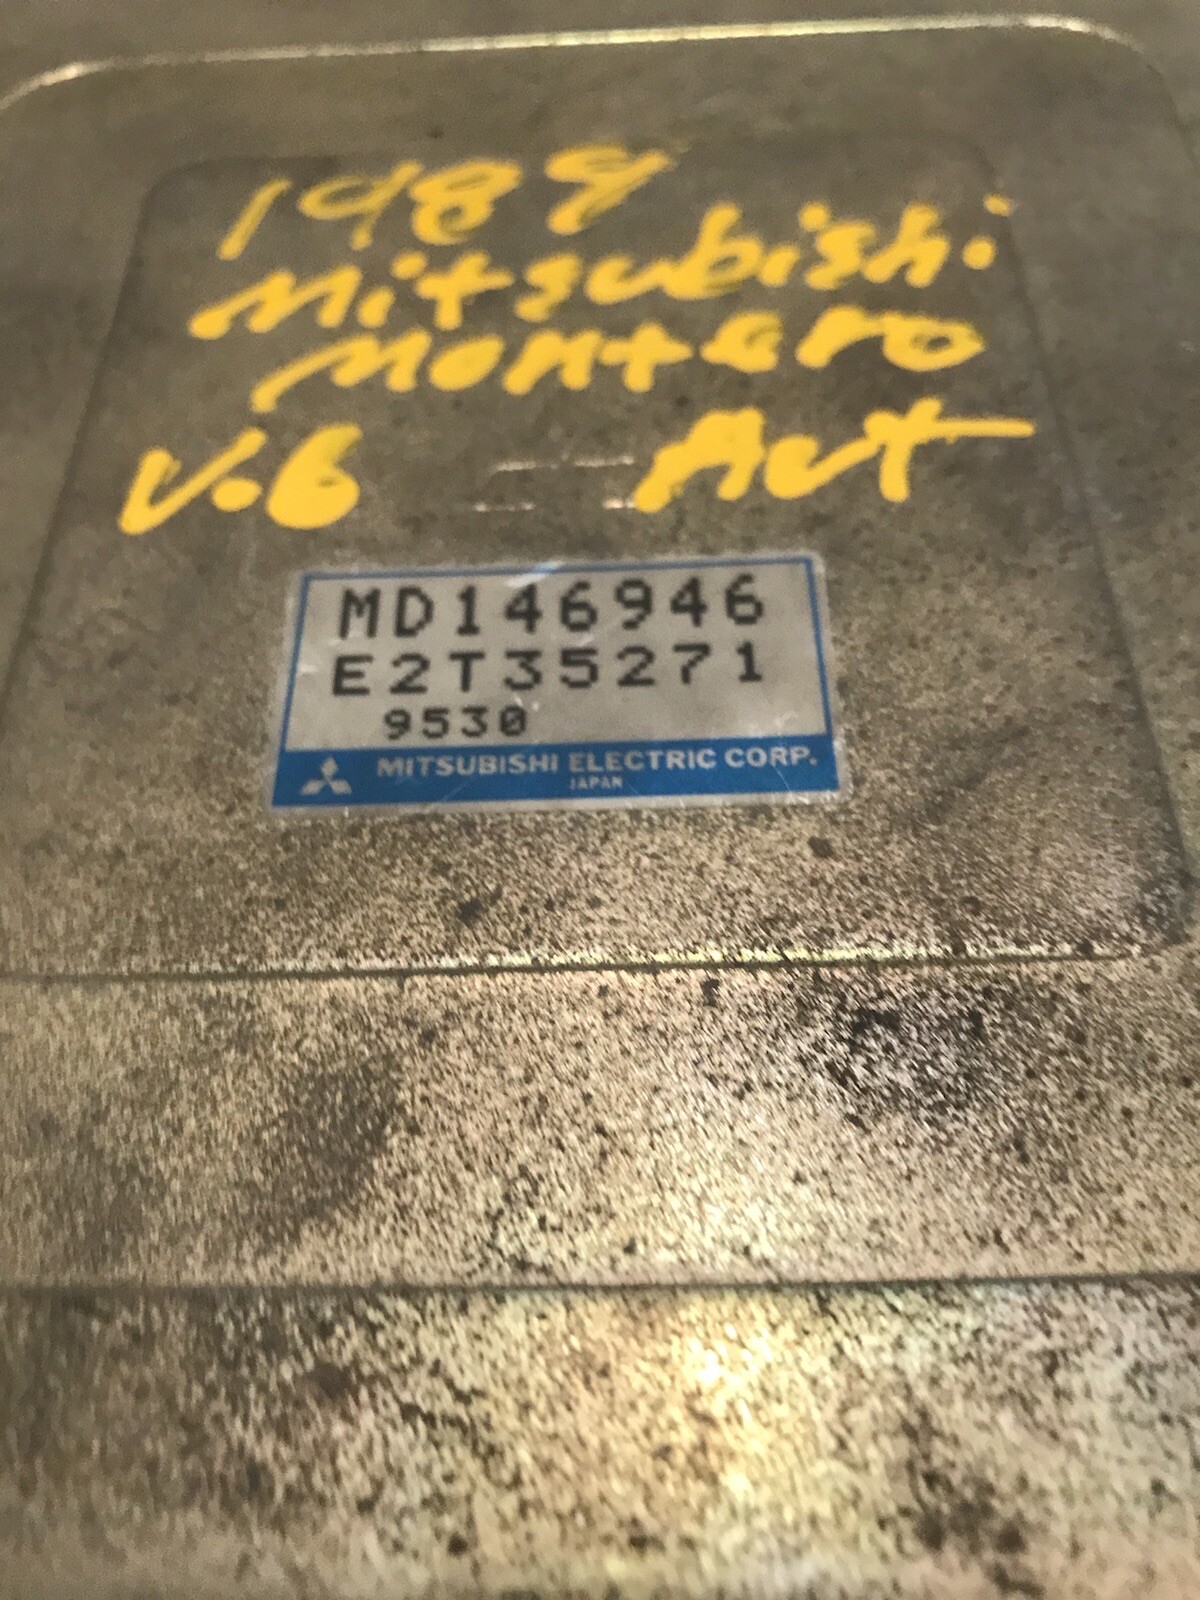 1989
Mitsubishi
Montero
V.6 Aut
MD146946
E2T35271
9530
MITSUBISHI ELECTRIC CORP.
JAPAN